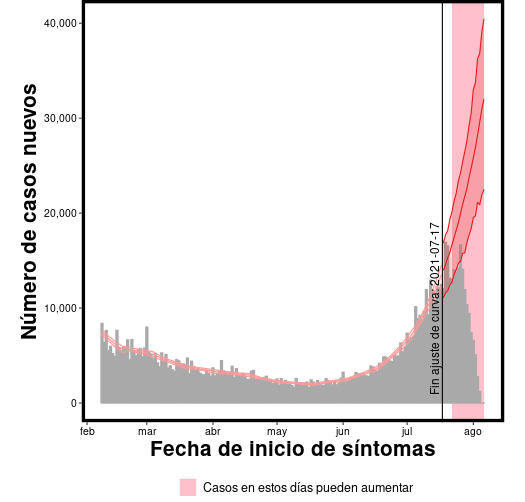 40,000
30,000
20,000
10,000
0
Número de casos nuevos
Fin ajuste de curva: 2021-07-17
feb mar abr may jun jul ago
Fecha de inicio de síntomas
Casos en estos días pueden aumentar